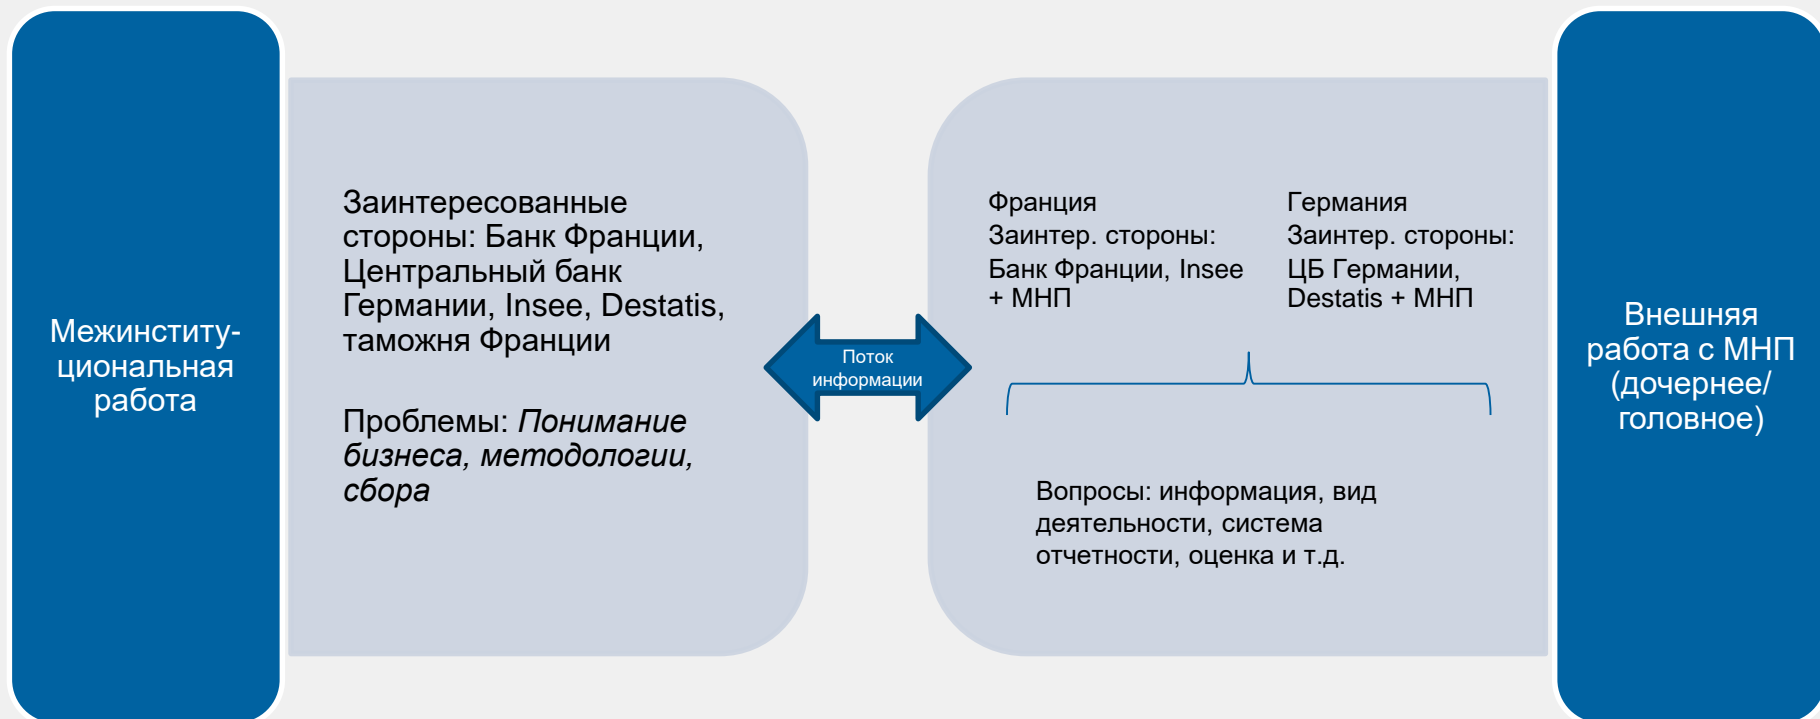 Межинститу-
циональная
работа
Заинтересованные
стороны: Банк Франции,
Центральный банк
Германии, Insee, Destatis,
таможня Франции
Проблемы: Понимание
бизнеса, методологии,
сбора
Поток
информации
Франция
Заинтер. стороны:
Банк Франции, Insee
+ МНП
Германия
Заинтер. стороны:
ЦБ Германии,
Destatis + МНП
Вопросы: информация, вид
деятельности, система
отчетности, оценка и т.д.
Внешняя
работа с МНП
(дочернее/
головное)